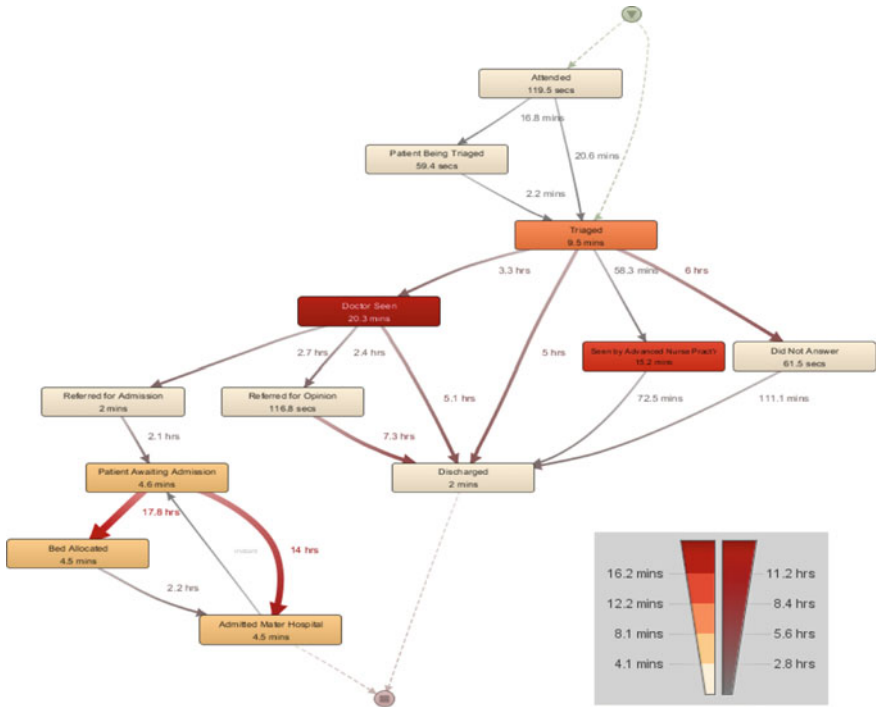 Attended
119.5 secs
16.8 mins
Patient Being Triaged
59.4 secs
20.6 mins
2.2 mins
Triaged
9.5 mins
3.3 hrs
58.3 mins
6 hrs
Doctor Seen
20.3 mins
2.7 hrs
2.4 hrs
5 hrs
Seen by Advanced Nurse Practi
15.2 mins
Did Not Answer
61.5 secs
Referred for Admission
2 mins
Referred for Opinion
116.8 secs
5.1 hrs
72.5 mins
111.1 mins
2.1 hrs
7.3 hrs
Patient Awaiting Admission
4.6 mins
Discharged
2 mins
17.8 hrs
Bed Allocated
4.5 mins
14 hrs
2.2 hrs
Admitted Mater Hospital
4.5 mins
16.2 mins
11.2 hrs
12.2 mins
8.4 hrs
8.1 mins
5.6 hrs
4.1 mins
2.8 hrs